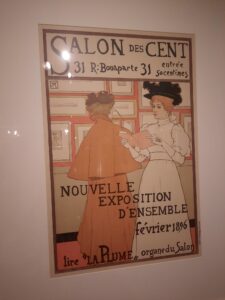 SALON DES CENT
31 R. Bonaparte 31
entrée
50 centimes
NOUVELLE
EXPOSITION
D'ENSEMBLE
février 1896
lire "LA PLUME" organe du Salon